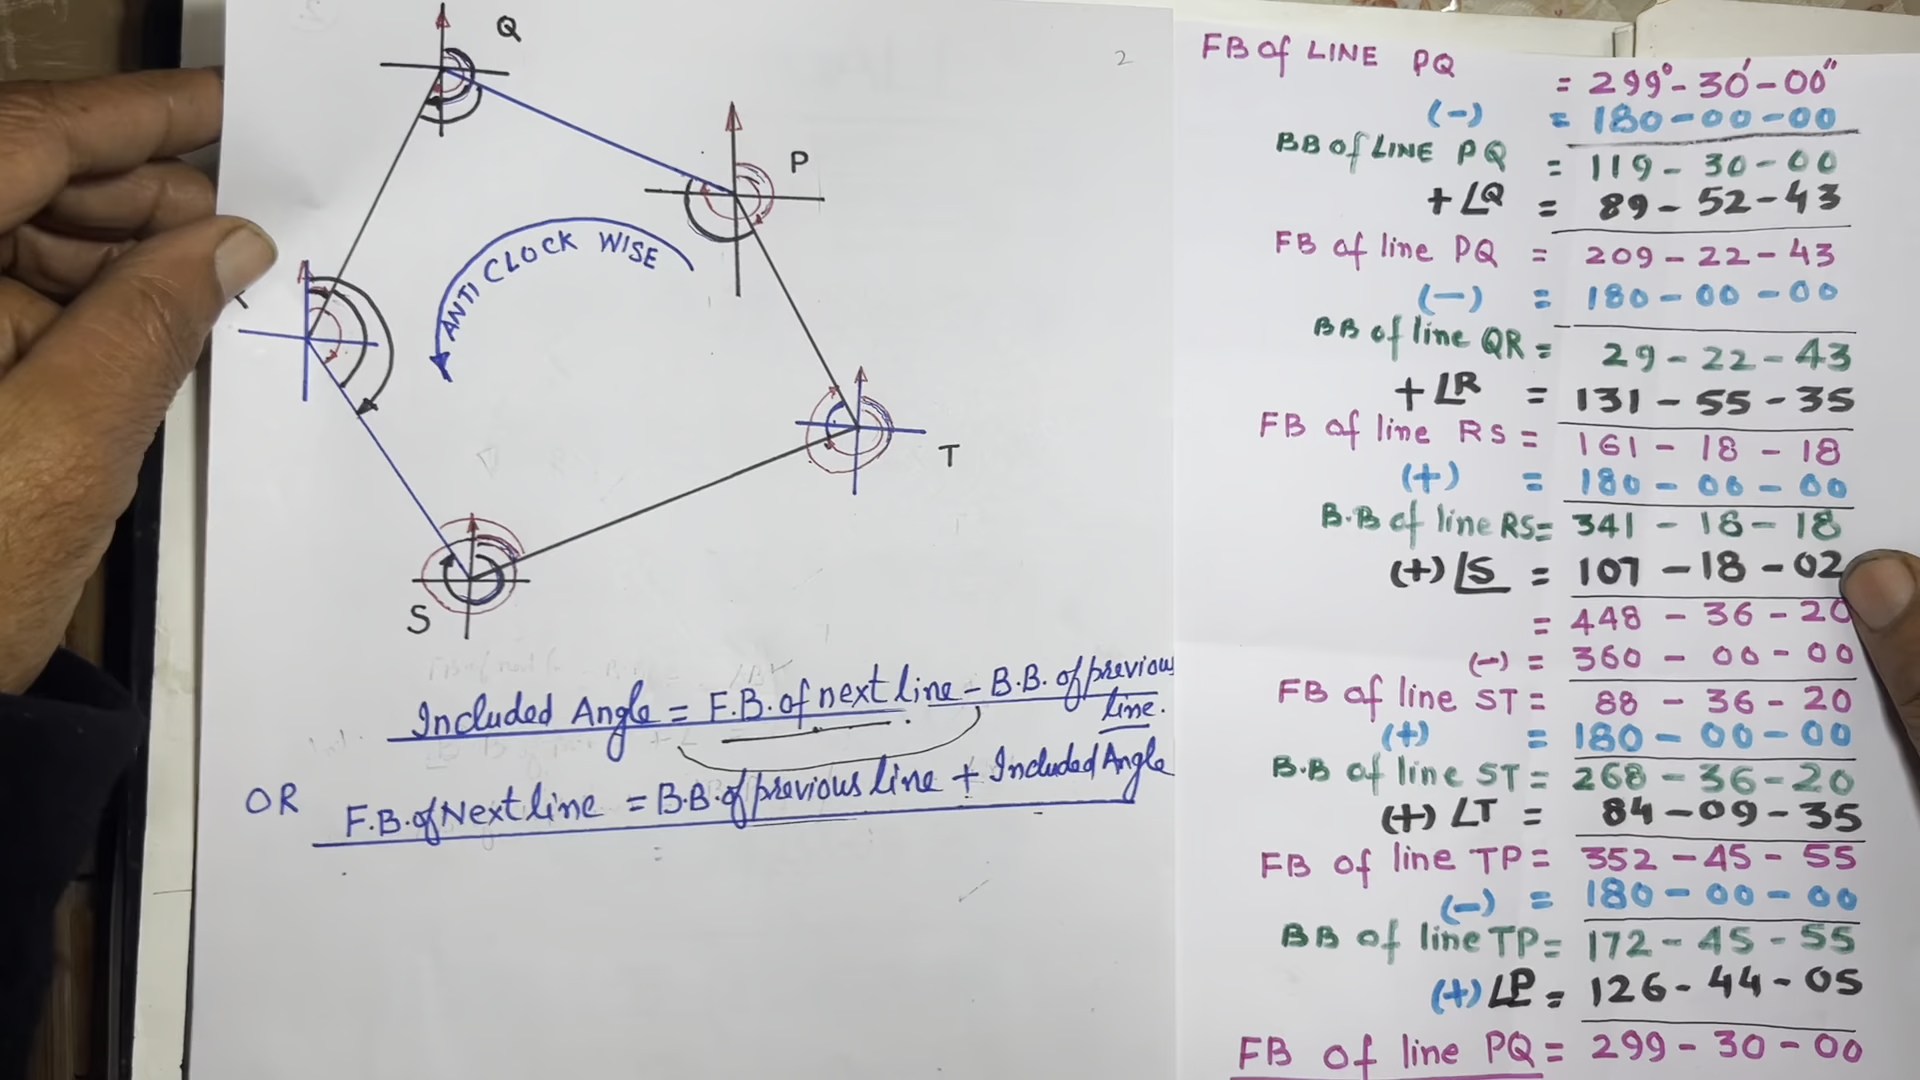 Q
P
ANTI CLOCK WISE
T
S
Included Angle = F.B. of next line - B.B. of previous
line.
OR F.B. of Next line = B.B. of previous line + Included Angle
2
FB of LINE PQ = 299° - 30' - 00"
(-) = 180 - 00 - 00
BB of LINE PQ = 119 - 30 - 00
+ ∠Q = 89 - 52 - 43
FB of line PQ = 209 - 22 - 43
(-) = 180 - 00 - 00
BB of line QR = 29 - 22 - 43
+ ∠R = 131 - 55 - 35
FB of line RS = 161 - 18 - 18
(+) = 180 - 00 - 00
B.B of line RS = 341 - 18 - 18
(+) ∠S = 107 - 18 - 02
= 448 - 36 - 20
(-) = 360 - 00 - 00
FB of line ST = 88 - 36 - 20
(+) = 180 - 00 - 00
B.B of line ST = 268 - 36 - 20
(+) ∠T = 84 - 09 - 35
FB of line TP = 352 - 45 - 55
(-) = 180 - 00 - 00
BB of line TP = 172 - 45 - 55
(+) ∠P = 126 - 44 - 05
FB of line PQ = 299 - 30 - 00